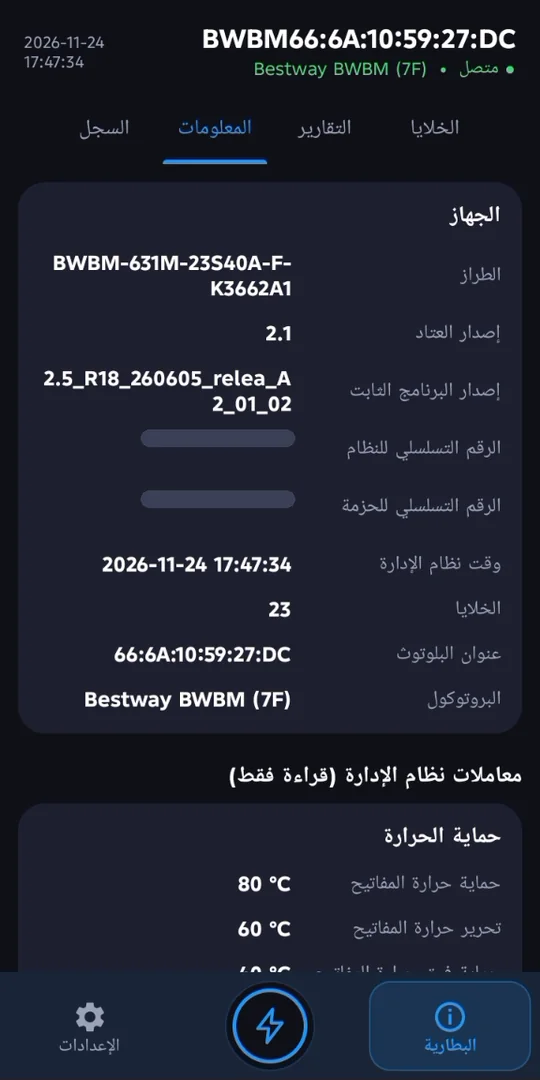 BWBM66:6A:10:59:27:DC
2026-11-24
17:47:34
متصل • Bestway BWBM (7F)
الخلايا
التقارير
المعلومات
السجل
الجهاز
الطراز
BWBM-631M-23S40A-F-
K3662A1
إصدار العتاد
2.1
إصدار البرنامج الثابت
2.5_R18_260605_relea_A
2_01_02
الرقم التسلسلي للنظام
الرقم التسلسلي للحزمة
وقت نظام الإدارة
2026-11-24 17:47:34
الخلايا
23
عنوان البلوتوث
66:6A:10:59:27:DC
البروتوكول
Bestway BWBM (7F)
معاملات نظام الإدارة (قراءة فقط)
حماية الحرارة
حماية حرارة المفاتيح
80 °C
تحرير حرارة المفاتيح
60 °C
البطارية
الإعدادات